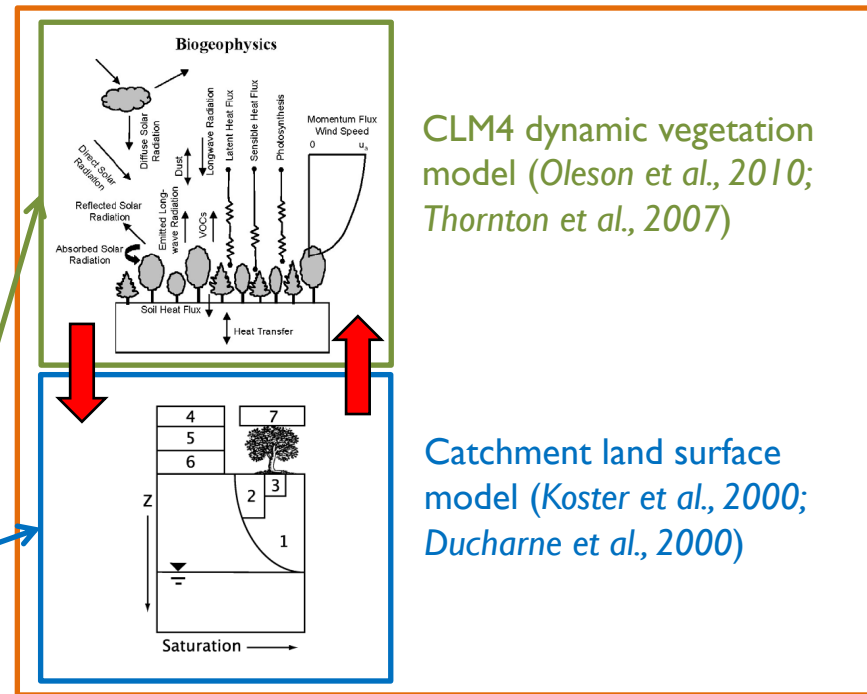 Biogeophysics
Diffuse Solar
Radiation
Direct Solar
Radiation
Reflected Solar
Radiation
Absorbed Solar
Radiation
Emitted Long-
wave Radiation
Dust
Longwave Radiation
VOCs
Latent Heat Flux
Sensible Heat Flux
Photosynthesis
Momentum Flux
Wind Speed
0 ua
Soil Heat Flux
Heat Transfer
CLM4 dynamic vegetation
model (Oleson et al., 2010;
Thornton et al., 2007)
4 7
5
6
3
2
1
Z
Saturation
Catchment land surface
model (Koster et al., 2000;
Ducharne et al., 2000)